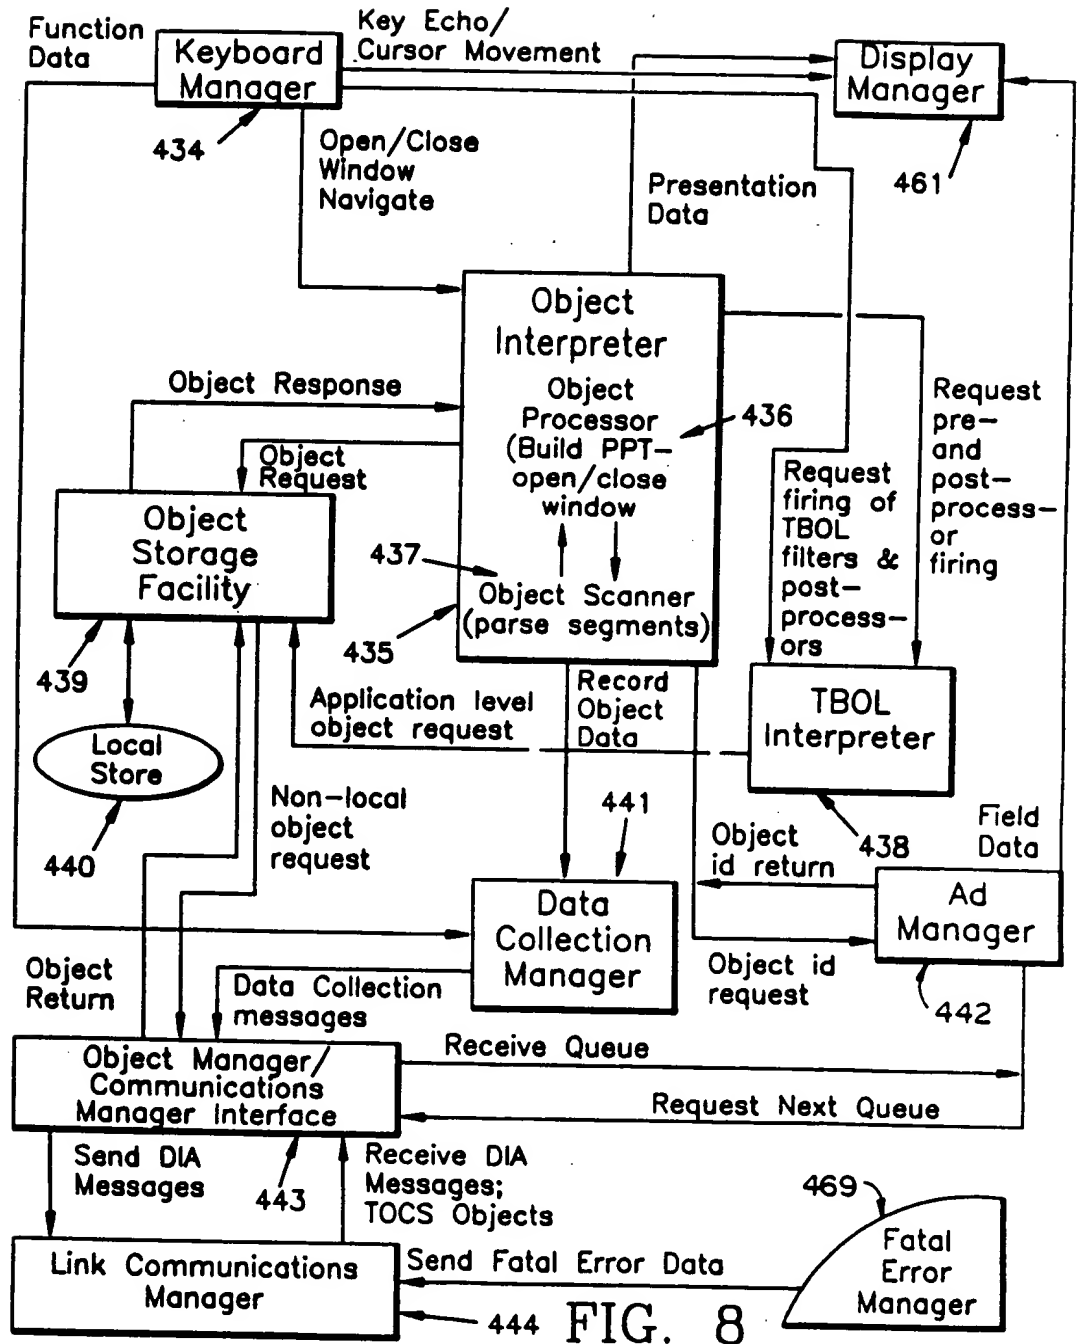 Function
Data
Keyboard
Manager
434
Key Echo/
Cursor Movement
Display
Manager
461
Open/Close
Window
Navigate
Presentation
Data
Object
Interpreter
Object
Processor
(Build PPT-
open/close
window
436
437
Object Scanner
(parse segments)
435
Object Response
Object
Request
Object
Storage
Facility
439
Local
Store
440
Request
firing of
TBOL
filters &
post-
process-
ors
Request
pre-
and
post-
process-
or
firing
Application level
object request
Record
Object
Data
TBOL
Interpreter
438
Non-local
object
request
441
Object
id return
Field
Data
Data
Collection
Manager
Ad
Manager
442
Object id
request
Object
Return
Data Collection
messages
Object Manager/
Communications
Manager Interface
443
Receive Queue
Request Next Queue
Send DIA
Messages
Receive DIA
Messages;
TOCS Objects
469
Fatal
Error
Manager
Link Communications
Manager
Send Fatal Error Data
444
FIG. 8